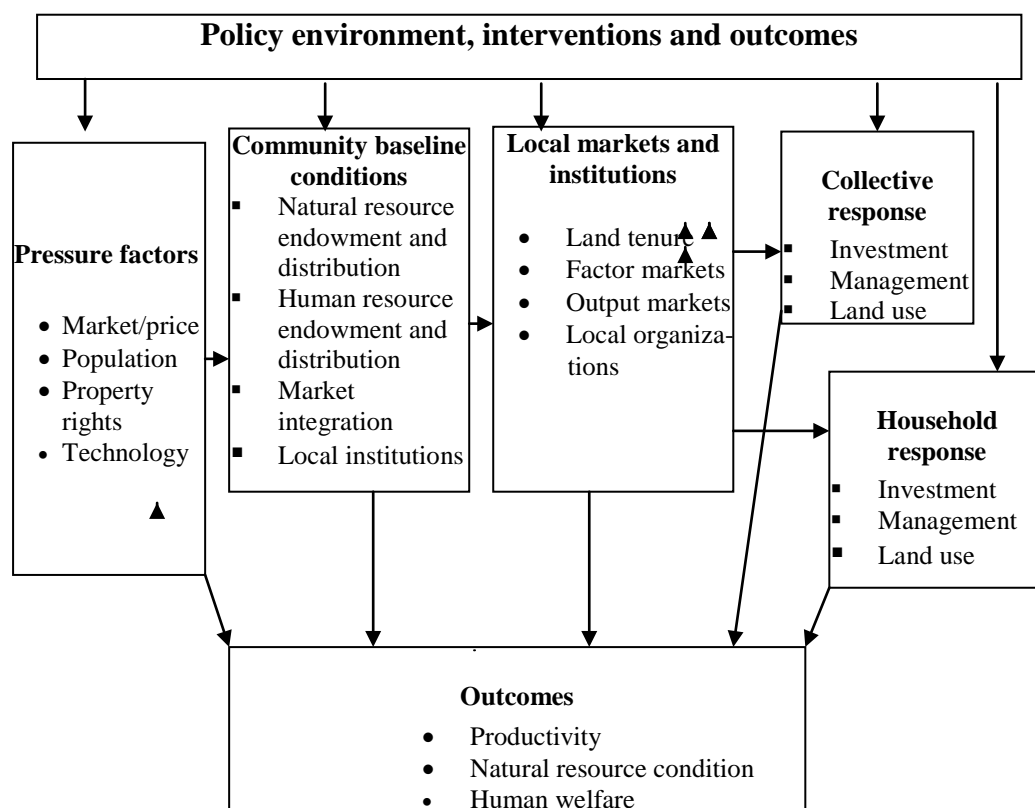 Policy environment, interventions and outcomes
Pressure factors
• Market/price
• Population
• Property
rights
• Technology
Community baseline
conditions
▪ Natural resource
endowment and
distribution
▪ Human resource
endowment and
distribution
▪ Market
integration
▪ Local institutions
Local markets and
institutions
• Land tenure
• Factor markets
• Output markets
• Local organiza-
tions
Collective
response
▪ Investment
▪ Management
▪ Land use
Household
response
▪ Investment
▪ Management
▪ Land use
Outcomes
• Productivity
• Natural resource condition
• Human welfare